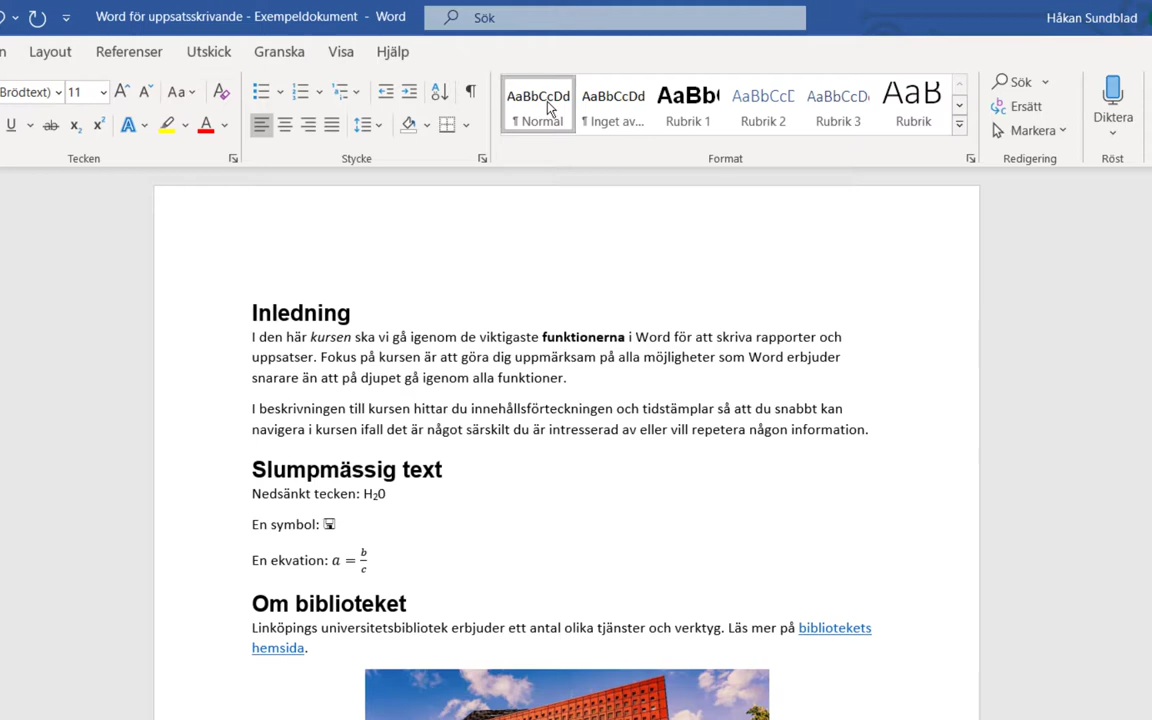 Word för uppsatsskrivande - Exempeldokument - Word
Sök
Håkan Sundblad
Layout Referenser Utskick Granska Visa Hjälp
Brödtext) 11 A A Aa A
U ab x₂ x² A A
Tecken
Stycke
AaBbCcDd AaBbCcDd AaBb( AaBbCcD AaBbCcD AaB
¶ Normal ¶ Inget av... Rubrik 1 Rubrik 2 Rubrik 3 Rubrik
Format
Sök
Ersätt
Markera
Redigering
Diktera
Röst
Inledning
I den här kursen ska vi gå igenom de viktigaste funktionerna i Word för att skriva rapporter och
uppsatser. Fokus på kursen är att göra dig uppmärksam på alla möjligheter som Word erbjuder
snarare än att på djupet gå igenom alla funktioner.
I beskrivningen till kursen hittar du innehållsförteckningen och tidstämplar så att du snabbt kan
navigera i kursen ifall det är något särskilt du är intresserad av eller vill repetera någon information.
Slumpmässig text
Nedsänkt tecken: H₂0
En symbol: 🖫
En ekvation: a = b/c
Om biblioteket
Linköpings universitetsbibliotek erbjuder ett antal olika tjänster och verktyg. Läs mer på bibliotekets
hemsida.